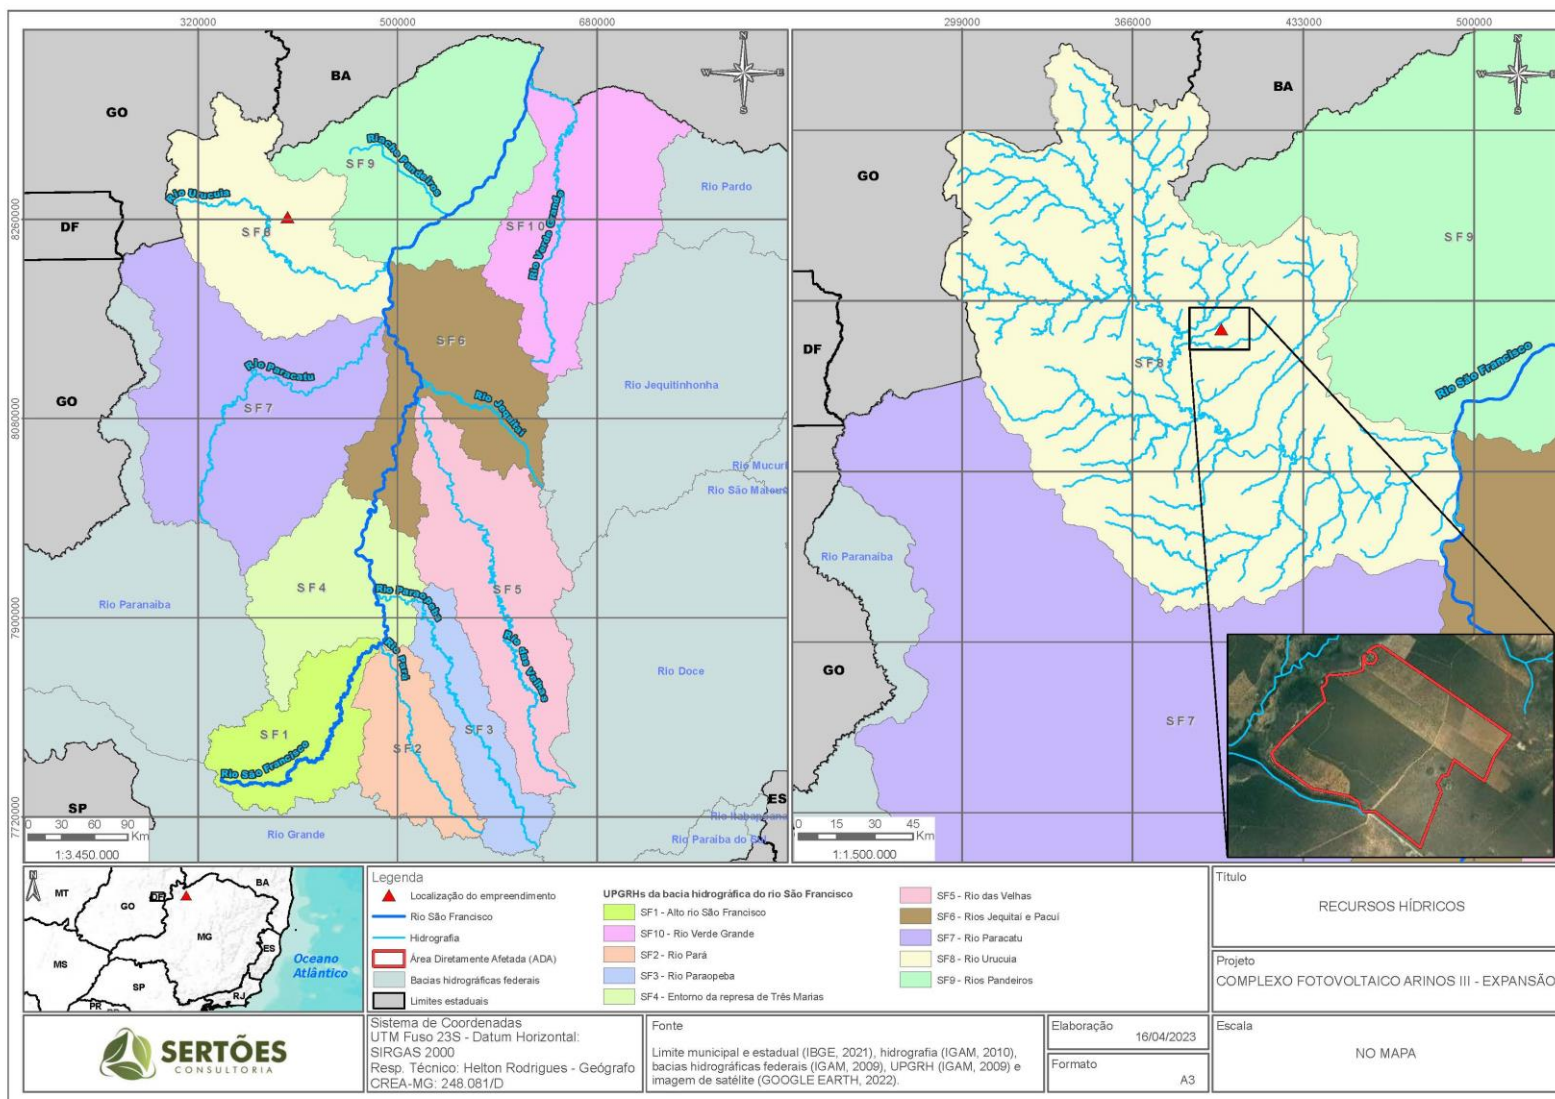 320000 500000 680000
299000 366000 433000 500000
8260000
8080000
7900000
7720000
N
W E
S
GO
BA
DF
GO
SP
ES
SF9
Riacho Pandeiros
Rio Urucuia
SF8
SF10
Rio Verde Grande
Rio Pardo
SF6
Rio Paracatu
SF7
Rio Jequitaí
Rio Jequitinhonha
Rio Mucuri
SF4
SF5
Rio Paraopeba
Rio Pará
Rio das Velhas
Rio Paranaíba
Rio Doce
SF1
SF2
SF3
Rio São Francisco
Rio Grande
Rio Paraíba do Sul
0 30 60 90
Km
1:3.450.000
N
W E
S
GO
BA
DF
SF9
SF8
Rio São Francisco
Rio Paranaíba
GO
SF7
0 15 30 45
Km
1:1.500.000
N
MT
GO
DF
BA
MG
ES
MS
SP
RJ
PR
Oceano
Atlântico
Legenda
Localização do empreendimento
Rio São Francisco
Hidrografia
Área Diretamente Afetada (ADA)
Bacias hidrográficas federais
Limites estaduais
UPGRHs da bacia hidrográfica do rio São Francisco
SF1 - Alto rio São Francisco
SF10 - Rio Verde Grande
SF2 - Rio Pará
SF3 - Rio Paraopeba
SF4 - Entorno da represa de Três Marias
SF5 - Rio das Velhas
SF6 - Rios Jequitaí e Pacuí
SF7 - Rio Paracatu
SF8 - Rio Urucuia
SF9 - Rios Pandeiros
Título
RECURSOS HÍDRICOS
Projeto
COMPLEXO FOTOVOLTAICO ARINOS III - EXPANSÃO
SERTÕES
CONSULTORIA
Sistema de Coordenadas
UTM Fuso 23S - Datum Horizontal:
SIRGAS 2000
Resp. Técnico: Helton Rodrigues - Geógrafo
CREA-MG: 248.081/D
Fonte
Limite municipal e estadual (IBGE, 2021), hidrografia (IGAM, 2010),
bacias hidrográficas federais (IGAM, 2009), UPGRH (IGAM, 2009) e
imagem de satélite (GOOGLE EARTH, 2022).
Elaboração
16/04/2023
Formato
A3
Escala
NO MAPA